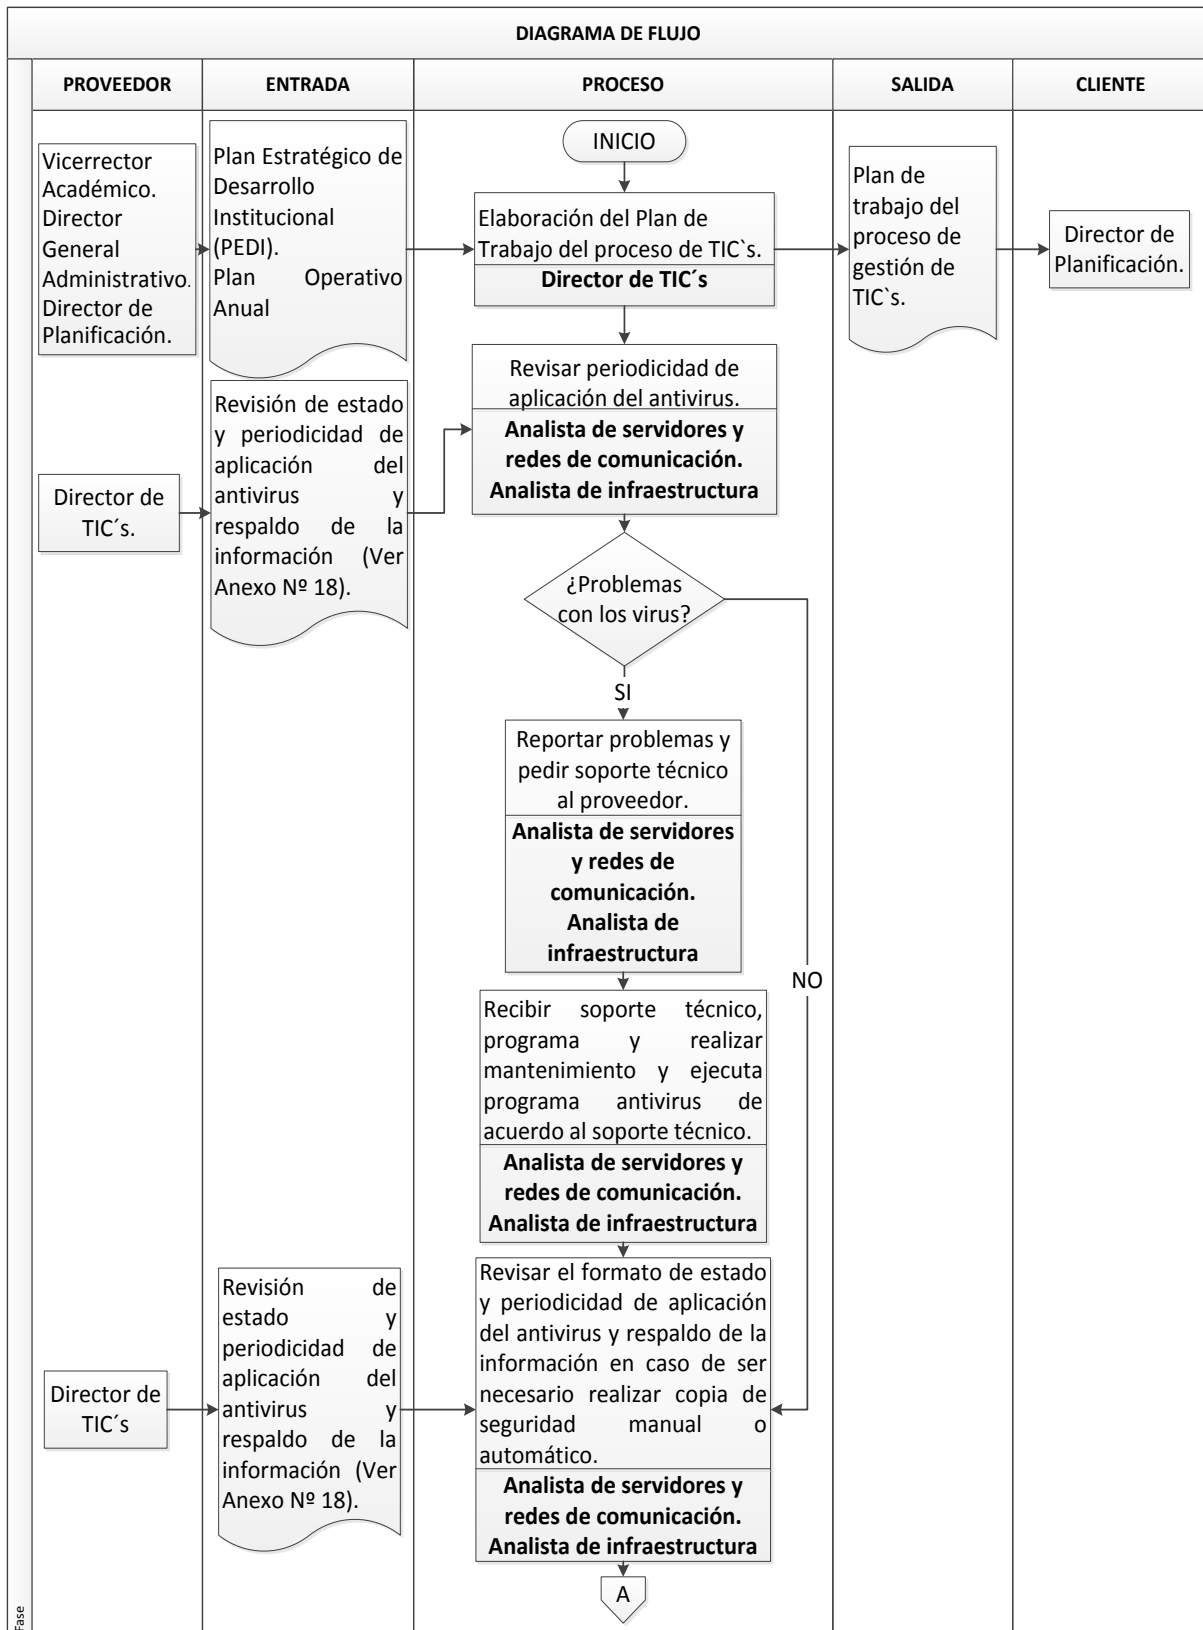 DIAGRAMA DE FLUJO
PROVEEDOR
ENTRADA
PROCESO
SALIDA
CLIENTE
INICIO
Vicerrector
Académico.
Director
General
Administrativo.
Director de
Planificación.
Plan Estratégico de
Desarrollo
Institucional
(PEDI).
Plan Operativo
Anual
Elaboración del Plan de
Trabajo del proceso de TIC`s.
Director de TIC´s
Plan de
trabajo del
proceso de
gestión de
TIC`s.
Director de
Planificación.
Director de
TIC´s.
Revisión de estado
y periodicidad de
aplicación del
antivirus y
respaldo de la
información (Ver
Anexo Nº 18).
Revisar periodicidad de
aplicación del antivirus.
Analista de servidores y
redes de comunicación.
Analista de infraestructura
¿Problemas
con los virus?
SI
NO
Reportar problemas y
pedir soporte técnico
al proveedor.
Analista de servidores
y redes de
comunicación.
Analista de
infraestructura
Recibir soporte técnico,
programa y realizar
mantenimiento y ejecuta
programa antivirus de
acuerdo al soporte técnico.
Analista de servidores y
redes de comunicación.
Analista de infraestructura
Director de
TIC´s
Revisión de
estado y
periodicidad de
aplicación del
antivirus y
respaldo de la
información (Ver
Anexo Nº 18).
Revisar el formato de estado
y periodicidad de aplicación
del antivirus y respaldo de la
información en caso de ser
necesario realizar copia de
seguridad manual o
automático.
Analista de servidores y
redes de comunicación.
Analista de infraestructura
A
Fase